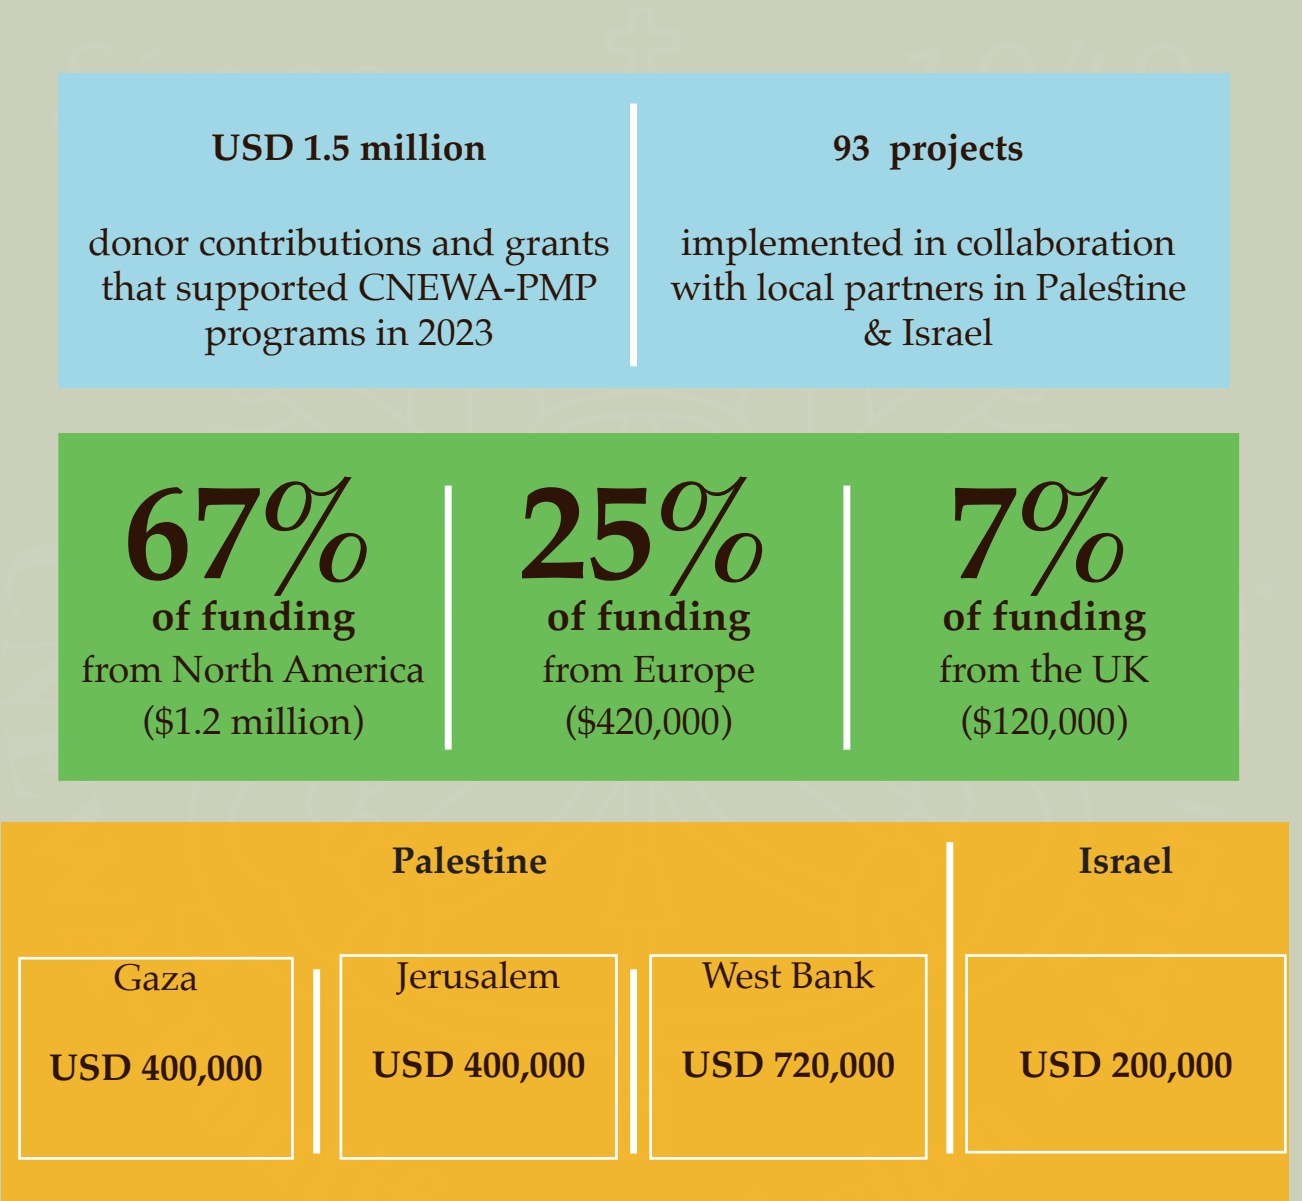 USD 1.5 million
donor contributions and grants
that supported CNEWA-PMP
programs in 2023
93 projects
implemented in collaboration
with local partners in Palestine
& Israel
67%
of funding
from North America
($1.2 million)
25%
of funding
from Europe
($420,000)
7%
of funding
from the UK
($120,000)
Palestine
Israel
Gaza
USD 400,000
Jerusalem
USD 400,000
West Bank
USD 720,000
USD 200,000